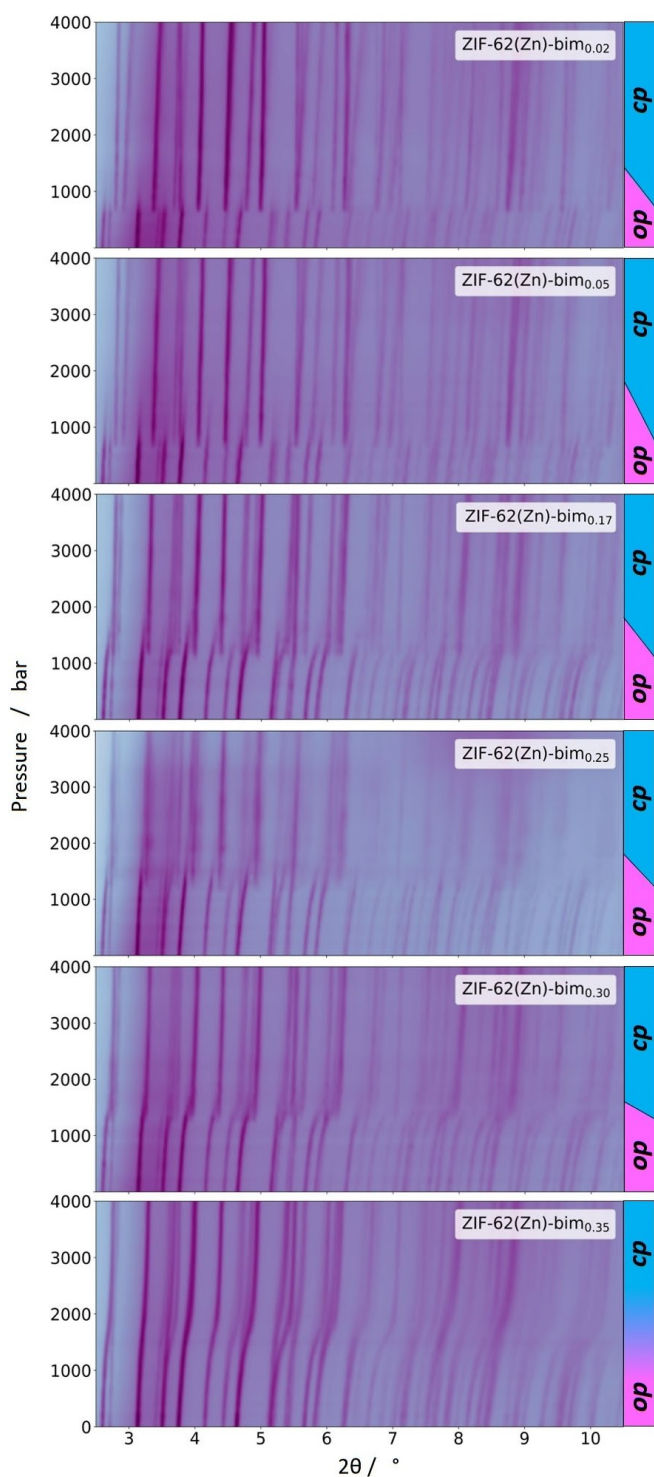 4000
ZIF-62(Zn)-bim0.02
cp
3000
2000
1000
op
4000
ZIF-62(Zn)-bim0.05
cp
3000
2000
1000
op
4000
ZIF-62(Zn)-bim0.17
cp
3000
2000
1000
op
Pressure / bar
4000
ZIF-62(Zn)-bim0.25
cp
3000
2000
1000
op
4000
ZIF-62(Zn)-bim0.30
cp
3000
2000
1000
op
4000
ZIF-62(Zn)-bim0.35
cp
3000
2000
1000
op
0
3 4 5 6 7 8 9 10
2θ / °